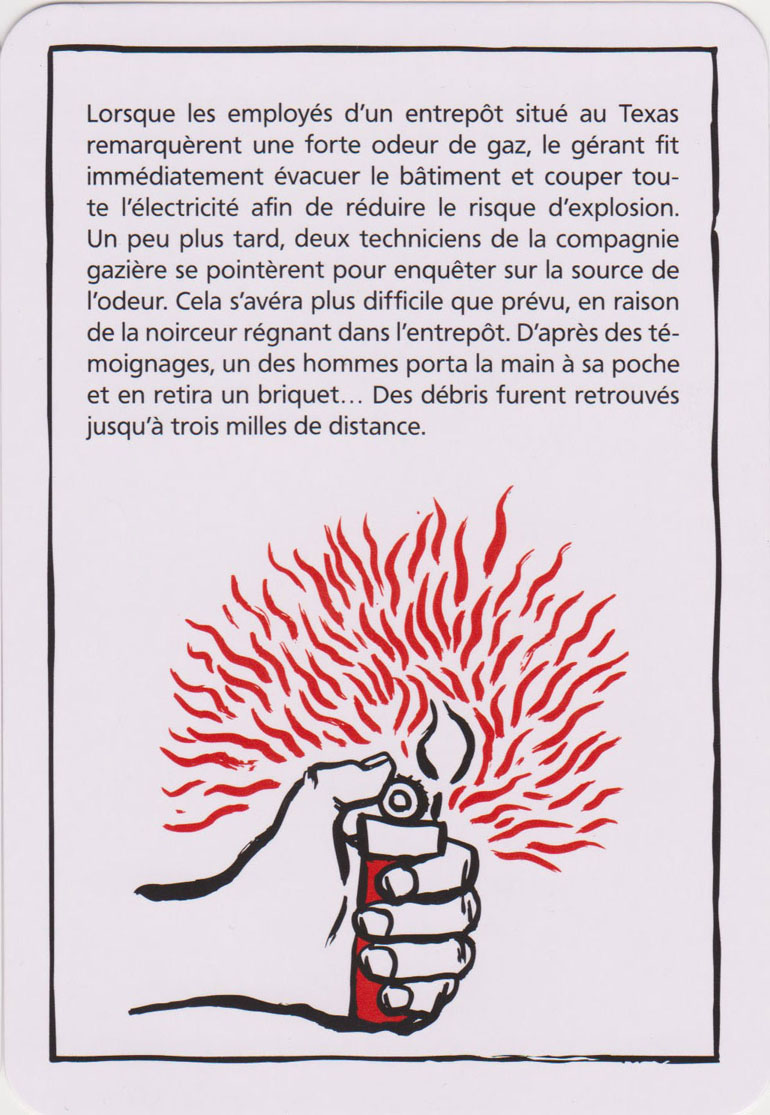 Lorsque les employés d'un entrepôt situé au Texas
remarquèrent une forte odeur de gaz, le gérant fit
immédiatement évacuer le bâtiment et couper tou-
te l'électricité afin de réduire le risque d'explosion.
Un peu plus tard, deux techniciens de la compagnie
gazière se pointèrent pour enquêter sur la source de
l'odeur. Cela s'avéra plus difficile que prévu, en raison
de la noirceur régnant dans l'entrepôt. D'après des té-
moignages, un des hommes porta la main à sa poche
et en retira un briquet… Des débris furent retrouvés
jusqu'à trois milles de distance.